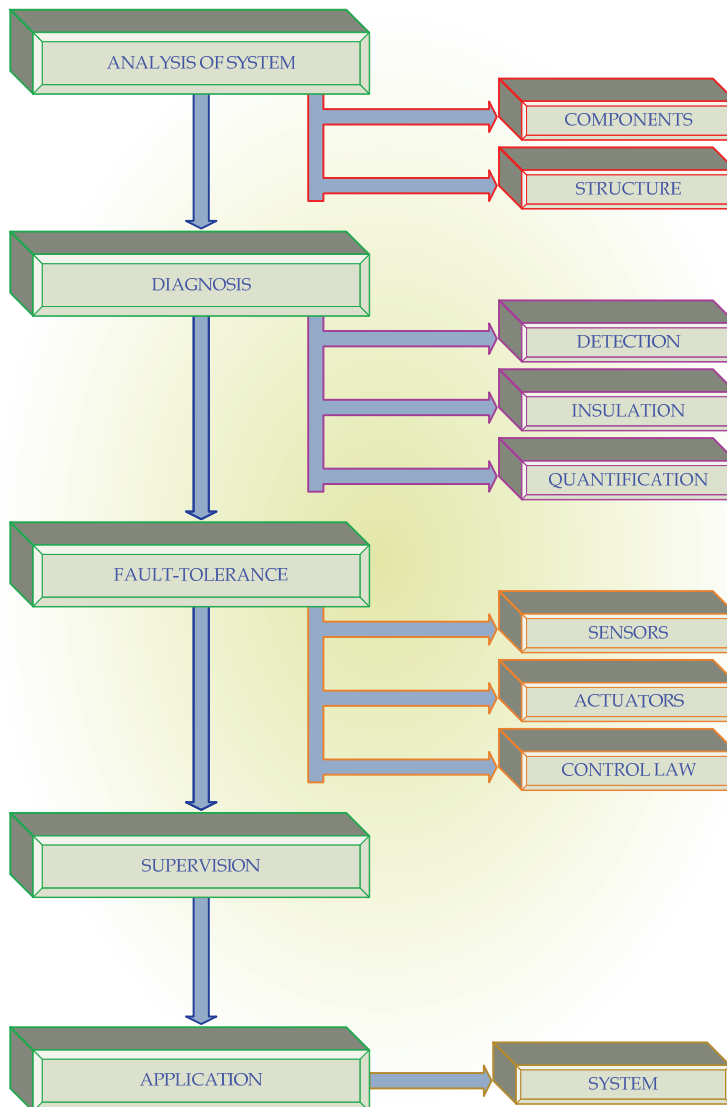 ANALYSIS OF SYSTEM
COMPONENTS
STRUCTURE
DIAGNOSIS
DETECTION
INSULATION
QUANTIFICATION
FAULT-TOLERANCE
SENSORS
ACTUATORS
CONTROL LAW
SUPERVISION
APPLICATION
SYSTEM